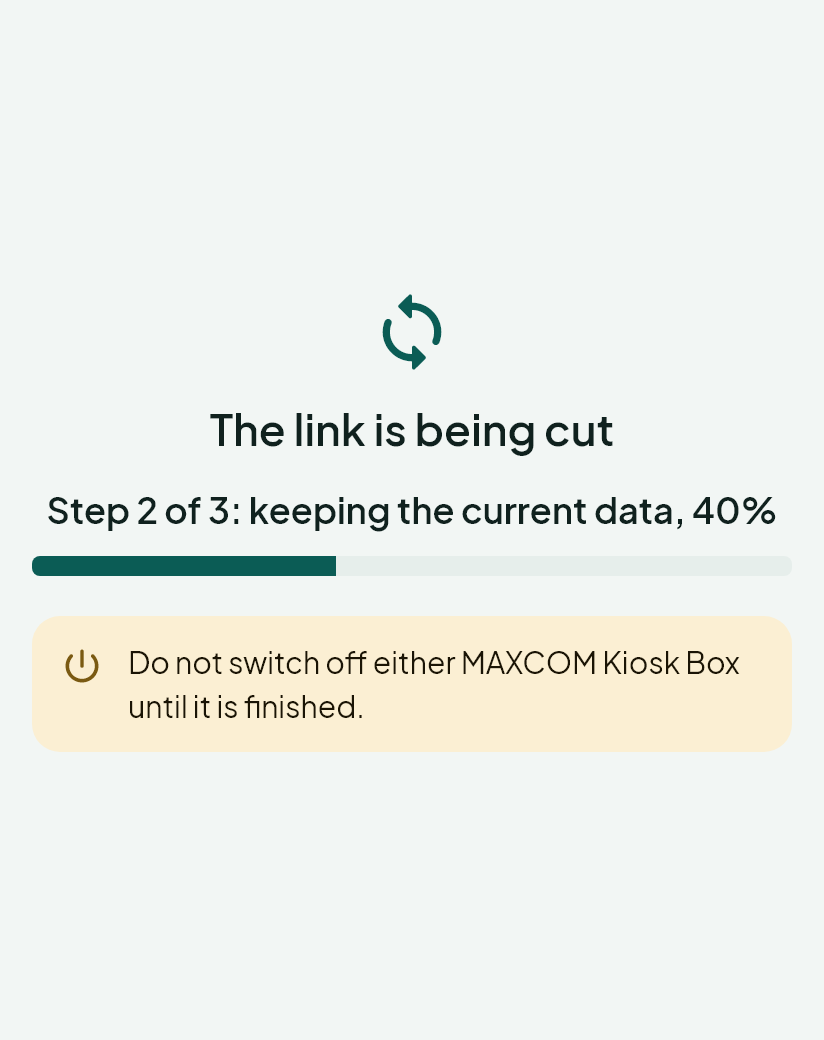 The link is being cut
Step 2 of 3: keeping the current data, 40%
Do not switch off either MAXCOM Kiosk Box
until it is finished.